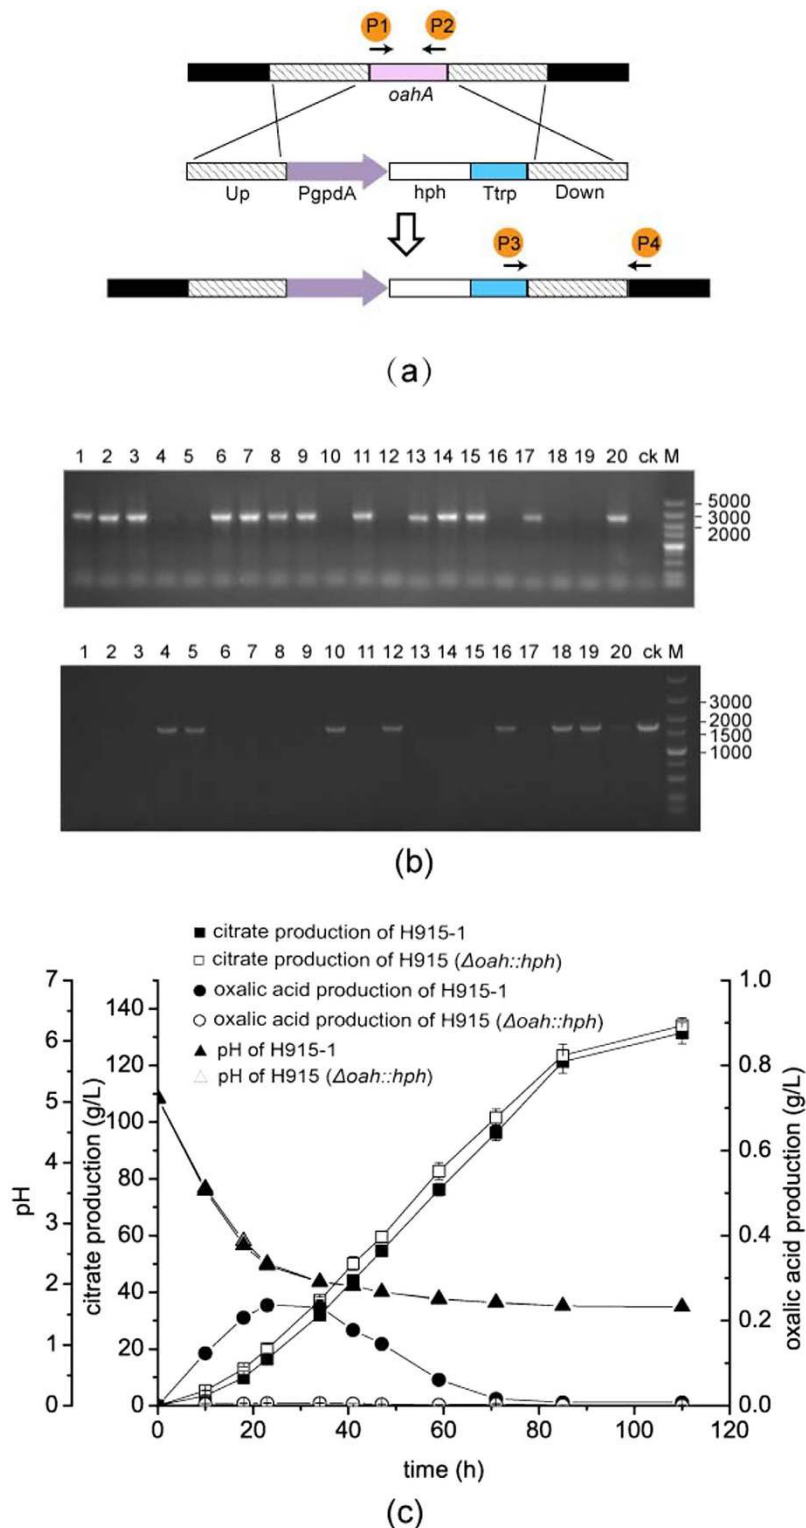 P1 P2
oahA
Up PgpdA hph Ttrp Down
P3 P4
(a)
1 2 3 4 5 6 7 8 9 10 11 12 13 14 15 16 17 18 19 20 ck M
5000
3000
2000
1 2 3 4 5 6 7 8 9 10 11 12 13 14 15 16 17 18 19 20 ck M
3000
2000
1500
1000
(b)
citrate production of H915-1
citrate production of H915 (Δoah::hph)
oxalic acid production of H915-1
oxalic acid production of H915 (Δoah::hph)
pH of H915-1
pH of H915 (Δoah::hph)
pH
7
6
5
4
3
2
1
0
citrate production (g/L)
140
120
100
80
60
40
20
0
oxalic acid production (g/L)
1.0
0.8
0.6
0.4
0.2
0.0
0 20 40 60 80 100 120
time (h)
(c)